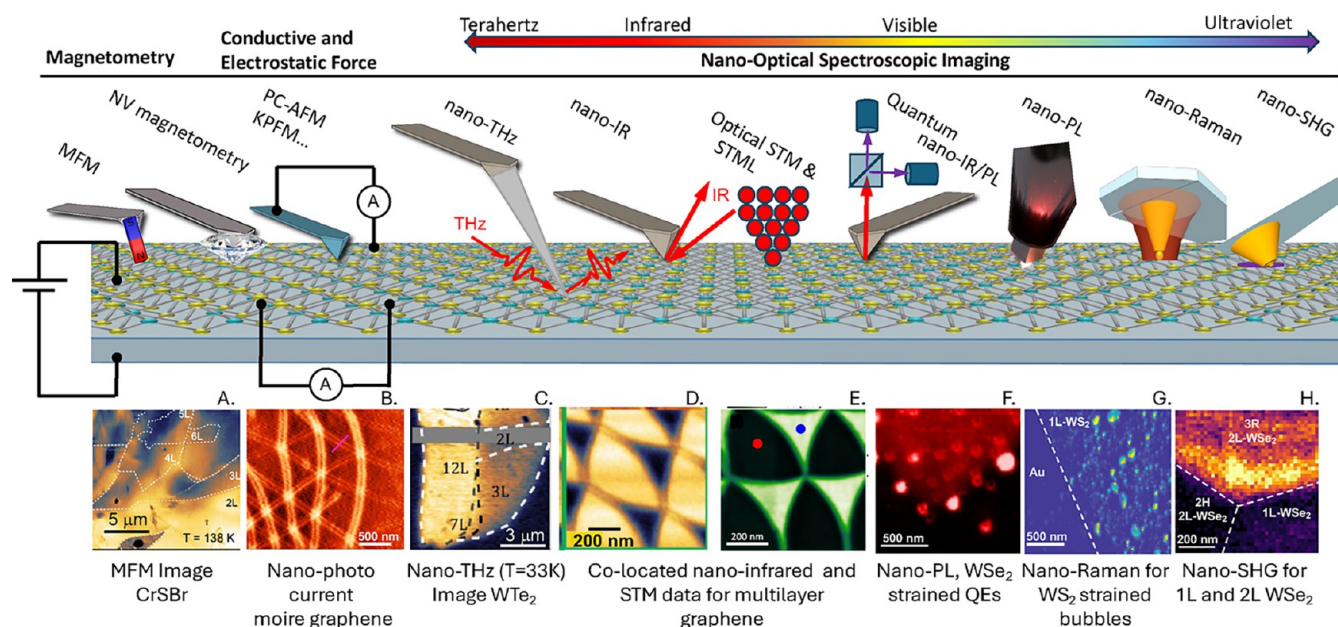 Terahertz Infrared Visible Ultraviolet
Magnetometry
Conductive and
Electrostatic Force
Nano-Optical Spectroscopic Imaging
MFM
NV magnetometry
PC-AFM
KPFM...
nano-THz
nano-IR
Optical STM &
STML
Quantum
nano-IR/PL
nano-PL
nano-Raman
nano-SHG
S
N
A
THz
IR
A
A.
5L
6L
4L
3L
2L
5 μm
T = 138 K
MFM Image
CrSBr
B.
500 nm
Nano-photo
current
moire graphene
C.
2L
12L
3L
7L
3 μm
Nano-THz (T=33K)
Image WTe₂
D.
200 nm
E.
200 nm
Co-located nano-infrared and
STM data for multilayer
graphene
F.
500 nm
Nano-PL, WSe₂
strained QEs
G.
1L-WS₂
Au
500 nm
Nano-Raman for
WS₂ strained
bubbles
H.
3R
2L-WSe₂
2H
2L-WSe₂
1L-WSe₂
200 nm
Nano-SHG for
1L and 2L WSe₂